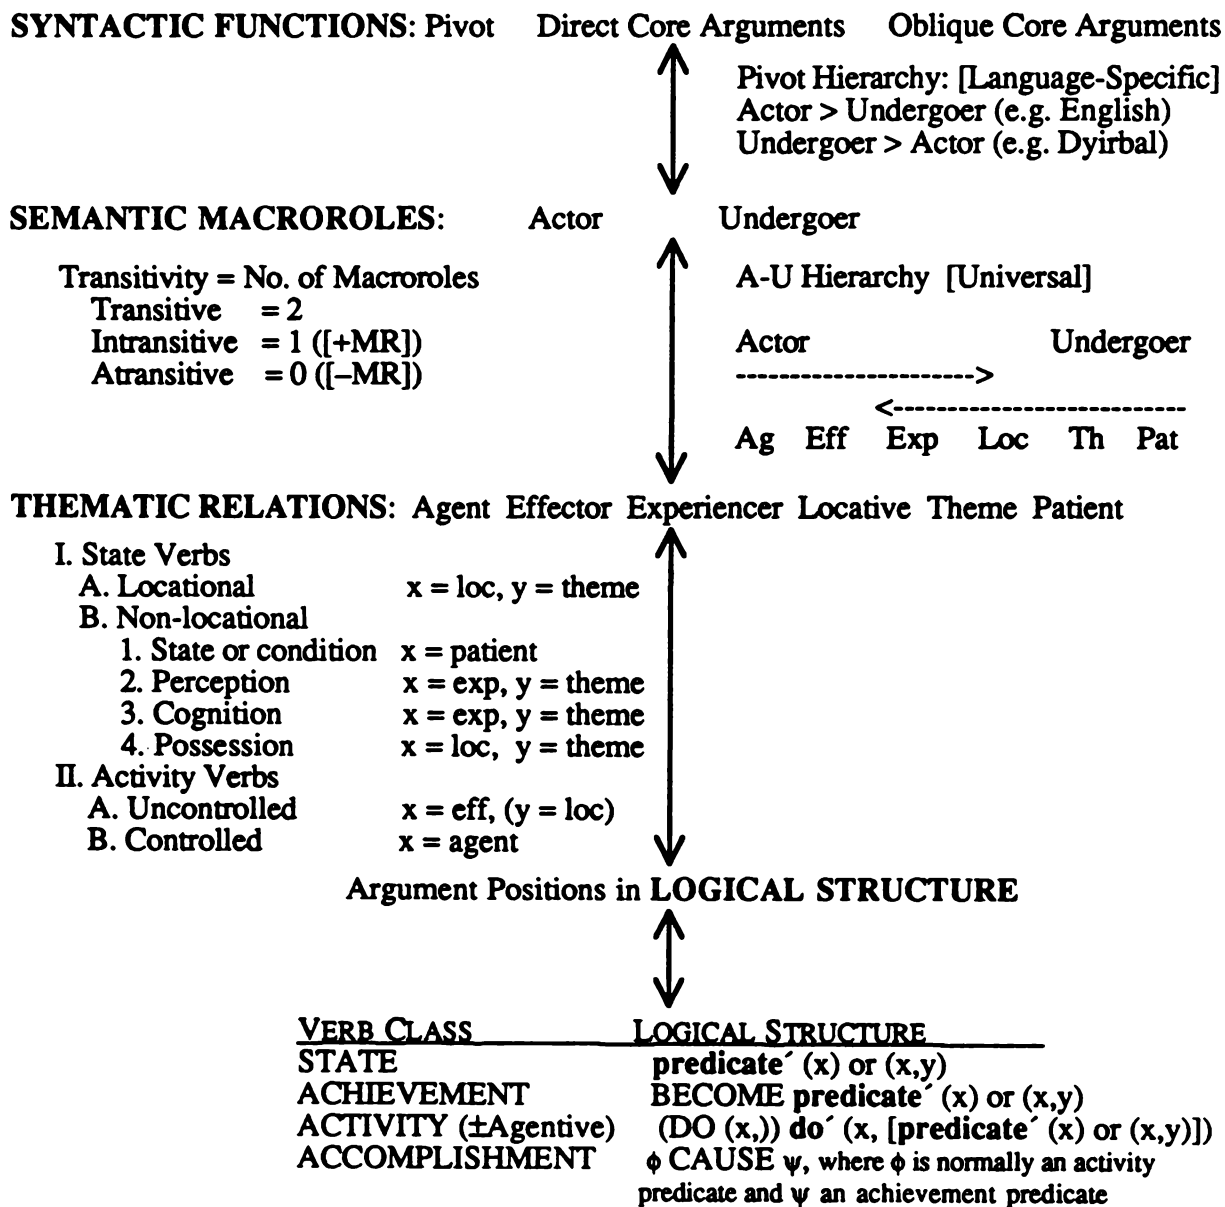 SYNTACTIC FUNCTIONS: Pivot Direct Core Arguments Oblique Core Arguments
Pivot Hierarchy: [Language-Specific]
Actor > Undergoer (e.g. English)
Undergoer > Actor (e.g. Dyirbal)
SEMANTIC MACROROLES: Actor Undergoer
Transitivity = No. of Macroroles
Transitive = 2
Intransitive = 1 ([+MR])
Atransitive = 0 ([–MR])
A-U Hierarchy [Universal]
Actor Undergoer
---------------------->
<---------------------------
Ag Eff Exp Loc Th Pat
THEMATIC RELATIONS: Agent Effector Experiencer Locative Theme Patient
I. State Verbs
A. Locational x = loc, y = theme
B. Non-locational
1. State or condition x = patient
2. Perception x = exp, y = theme
3. Cognition x = exp, y = theme
4. Possession x = loc, y = theme
II. Activity Verbs
A. Uncontrolled x = eff, (y = loc)
B. Controlled x = agent
Argument Positions in LOGICAL STRUCTURE
VERB CLASS LOGICAL STRUCTURE
STATE predicate´ (x) or (x,y)
ACHIEVEMENT BECOME predicate´ (x) or (x,y)
ACTIVITY (±Agentive) (DO (x,)) do´ (x, [predicate´ (x) or (x,y)])
ACCOMPLISHMENT ϕ CAUSE ψ, where ϕ is normally an activity
predicate and ψ an achievement predicate